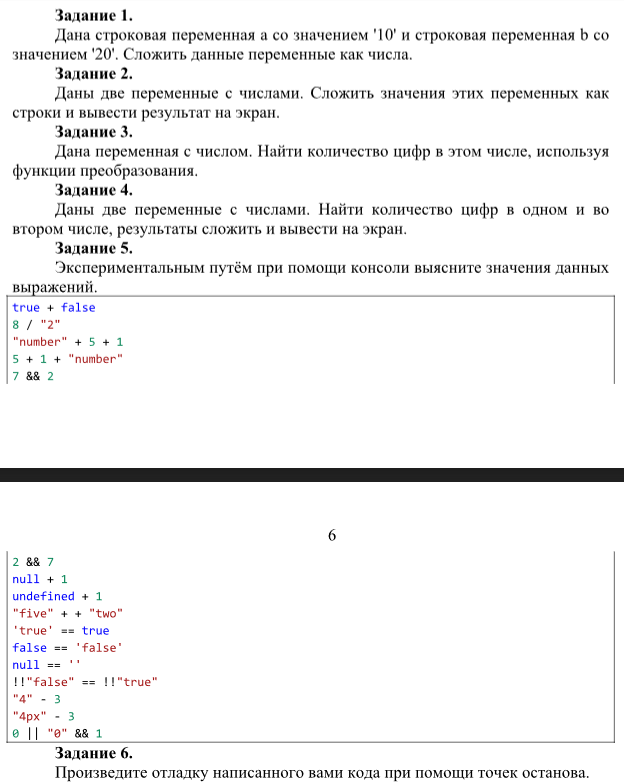 Задание 1.
Дана строковая переменная a со значением '10' и строковая переменная b со
значением '20'. Сложить данные переменные как числа.
Задание 2.
Даны две переменные с числами. Сложить значения этих переменных как
строки и вывести результат на экран.
Задание 3.
Дана переменная с числом. Найти количество цифр в этом числе, используя
функции преобразования.
Задание 4.
Даны две переменные с числами. Найти количество цифр в одном и во
втором числе, результаты сложить и вывести на экран.
Задание 5.
Экспериментальным путём при помощи консоли выясните значения данных
выражений.
true + false
8 / "2"
"number" + 5 + 1
5 + 1 + "number"
7 && 2
6
2 && 7
null + 1
undefined + 1
"five" + + "two"
'true' == true
false == 'false'
null == ''
!!"false" == !!"true"
"4" - 3
"4px" - 3
0 || "0" && 1
Задание 6.
Произведите отладку написанного вами кода при помощи точек останова.